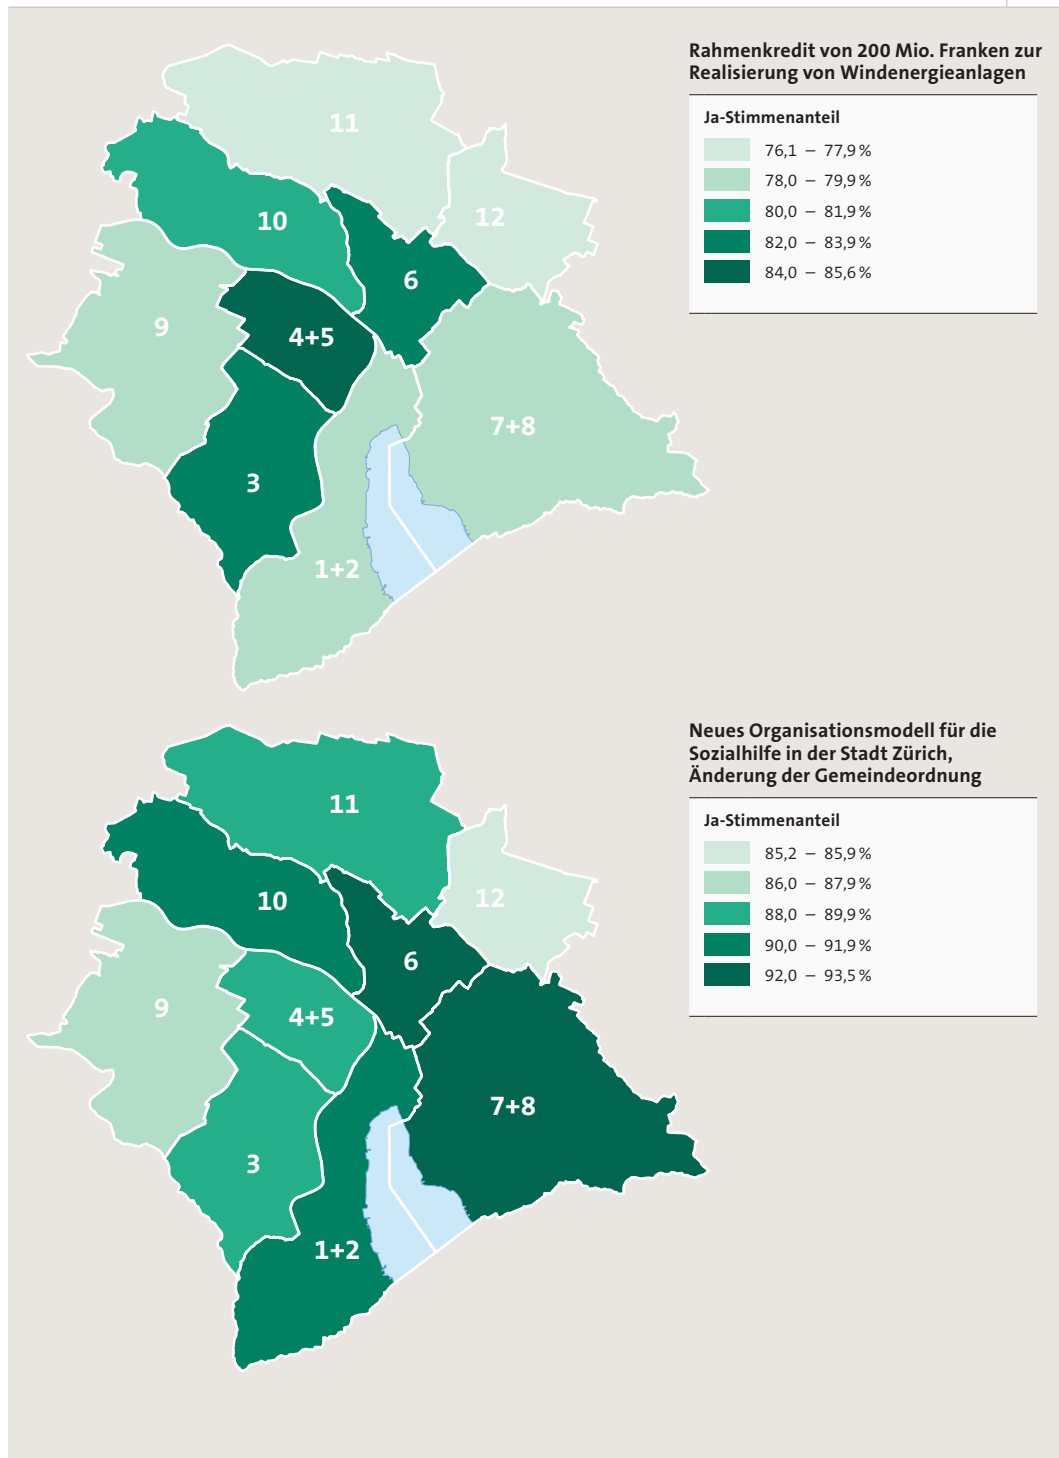 Rahmenkredit von 200 Mio. Franken zur
Realisierung von Windenergieanlagen
Ja-Stimmenanteil
76,1 – 77,9 %
78,0 – 79,9 %
80,0 – 81,9 %
82,0 – 83,9 %
84,0 – 85,6 %
11
12
10
6
9
4+5
7+8
3
1+2
Neues Organisationsmodell für die
Sozialhilfe in der Stadt Zürich,
Änderung der Gemeindeordnung
Ja-Stimmenanteil
85,2 – 85,9 %
86,0 – 87,9 %
88,0 – 89,9 %
90,0 – 91,9 %
92,0 – 93,5 %
11
12
10
6
9
4+5
7+8
3
1+2